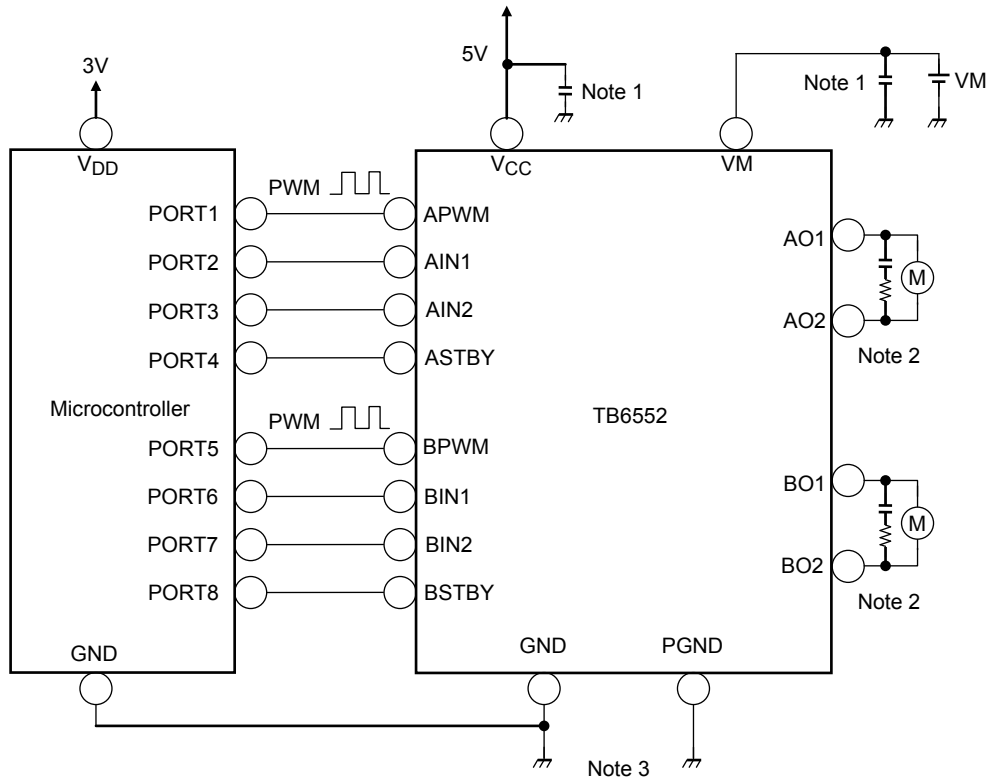 5V
3V
Note 1
Note 1
VM
VDD
VCC
VM
PWM
PORT1
APWM
AO1
PORT2
AIN1
M
PORT3
AIN2
AO2
PORT4
ASTBY
Note 2
Microcontroller
PWM
TB6552
PORT5
BPWM
BO1
PORT6
BIN1
M
PORT7
BIN2
BO2
PORT8
BSTBY
Note 2
GND
GND
PGND
Note 3